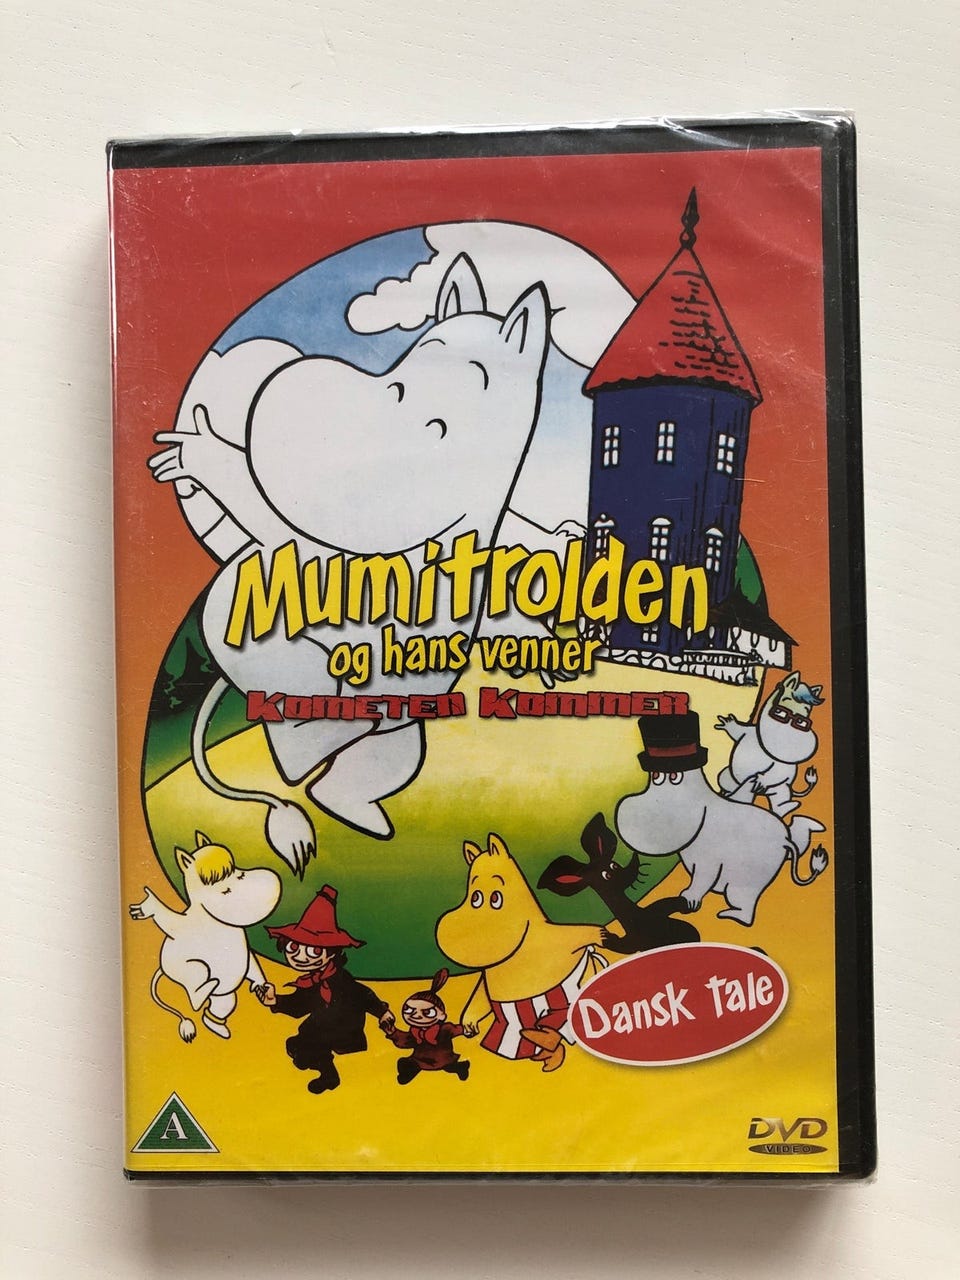 Mumitrolden
og hans venner
KOMETEN KOMMER
Dansk tale
A
DVD
VIDEO